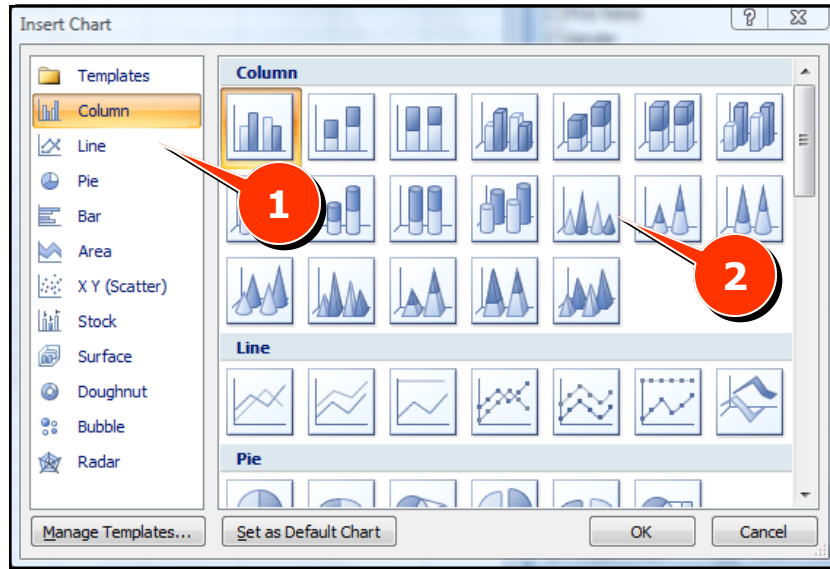 Insert Chart
Templates
Column
Line
Pie
Bar
Area
X Y (Scatter)
Stock
Surface
Doughnut
Bubble
Radar
Column
Line
Pie
1
2
Manage Templates...
Set as Default Chart
OK
Cancel